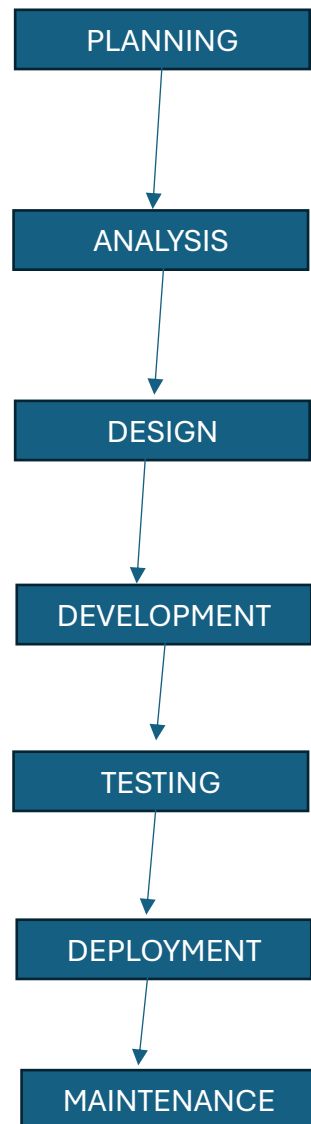 PLANNING
ANALYSIS
DESIGN
DEVELOPMENT
TESTING
DEPLOYMENT
MAINTENANCE